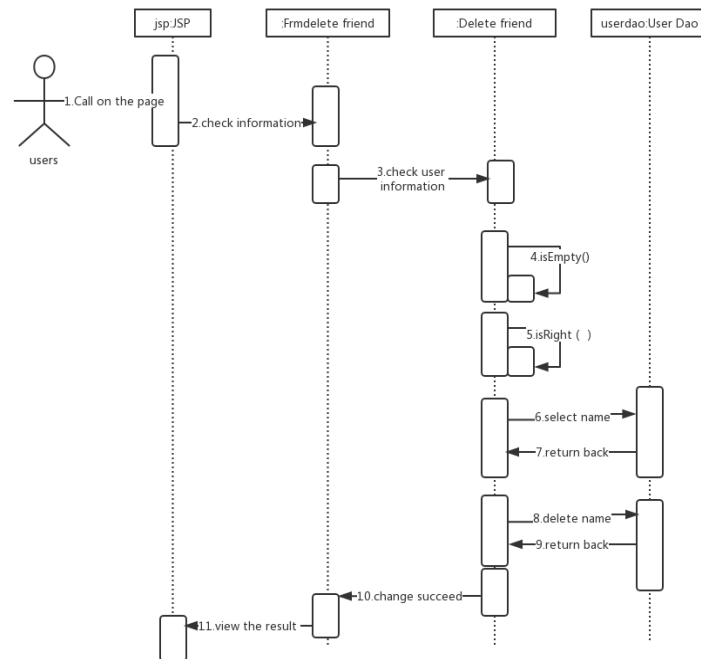 jsp:JSP
:Frmdelete friend
:Delete friend
userdao:User Dao
1.Call on the page
users
2.check information
3.check user
information
4.isEmpty()
5.isRight ( )
6.select name
7.return back
8.delete name
9.return back
10.change succeed
11.view the result